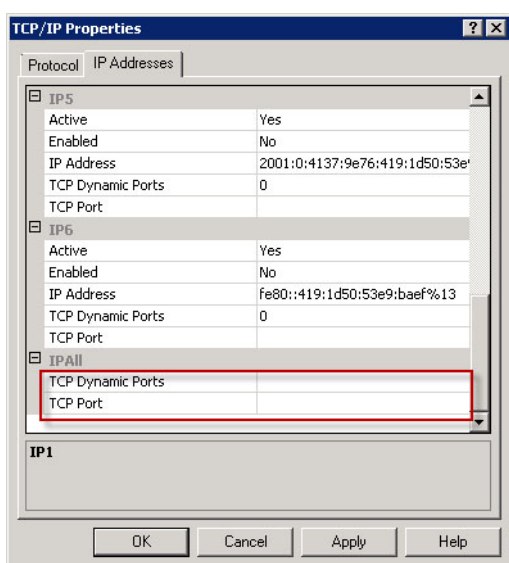 TCP/IP Properties
Protocol IP Addresses
IP5
Active Yes
Enabled No
IP Address 2001:0:4137:9e76:419:1d50:53e
TCP Dynamic Ports 0
TCP Port
IP6
Active Yes
Enabled No
IP Address fe80::419:1d50:53e9:baef%13
TCP Dynamic Ports 0
TCP Port
IPAll
TCP Dynamic Ports
TCP Port
IP1
OK Cancel Apply Help